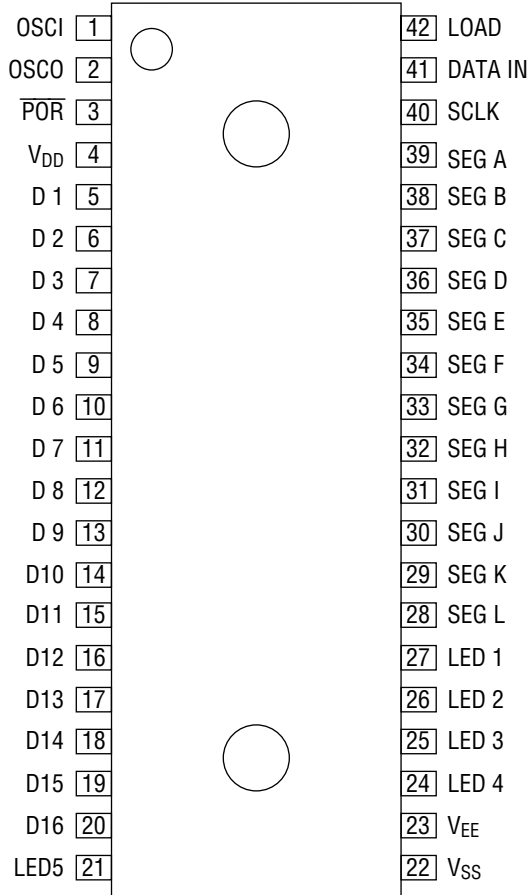 OSCI 1 42 LOAD
OSCO 2 41 DATA IN
P̅O̅R̅ 3 40 SCLK
VDD 4 39 SEG A
D 1 5 38 SEG B
D 2 6 37 SEG C
D 3 7 36 SEG D
D 4 8 35 SEG E
D 5 9 34 SEG F
D 6 10 33 SEG G
D 7 11 32 SEG H
D 8 12 31 SEG I
D 9 13 30 SEG J
D10 14 29 SEG K
D11 15 28 SEG L
D12 16 27 LED 1
D13 17 26 LED 2
D14 18 25 LED 3
D15 19 24 LED 4
D16 20 23 VEE
LED5 21 22 VSS